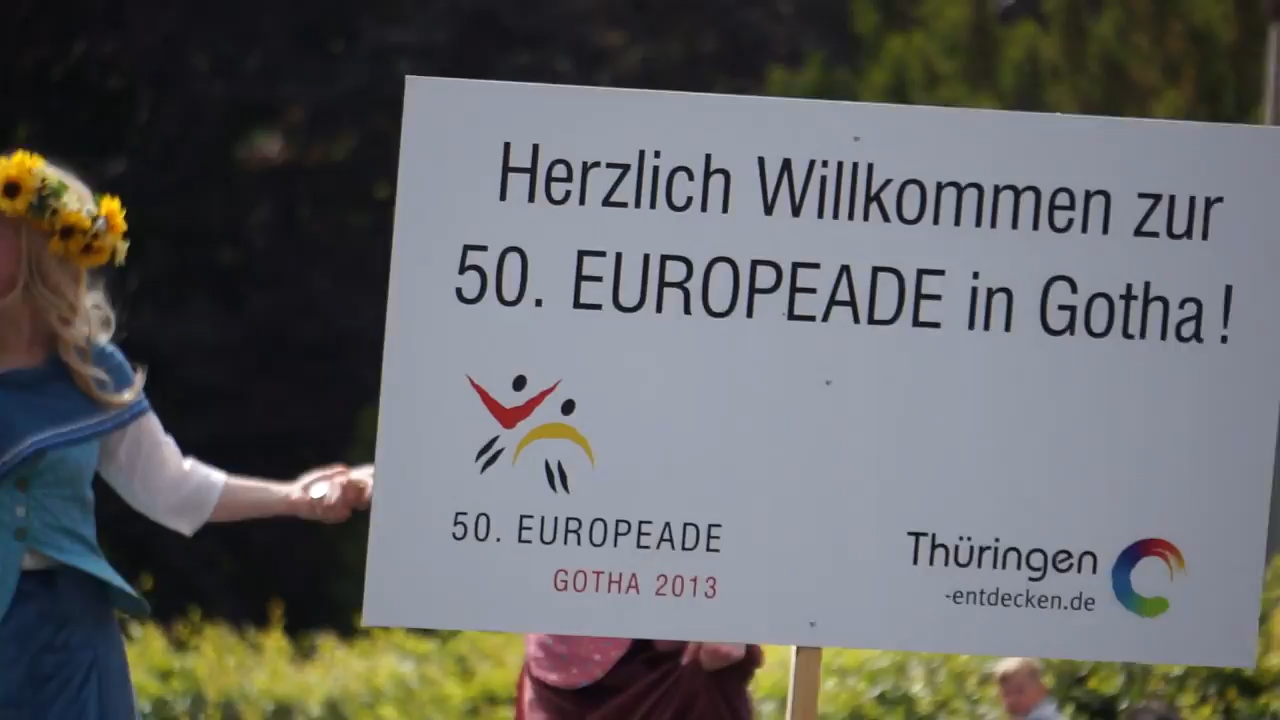 Herzlich Willkommen zur
50. EUROPEADE in Gotha!
50. EUROPEADE
GOTHA 2013
Thüringen
-entdecken.de